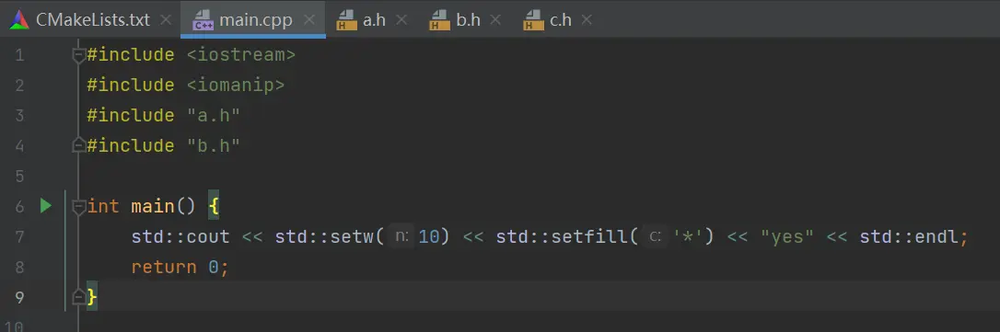 CMakeLists.txt × main.cpp × a.h × b.h × c.h ×
1 #include <iostream>
2 #include <iomanip>
3 #include "a.h"
4 #include "b.h"
5
6 int main() {
7 std::cout << std::setw( n: 10) << std::setfill( c: '*') << "yes" << std::endl;
8 return 0;
9 }
10